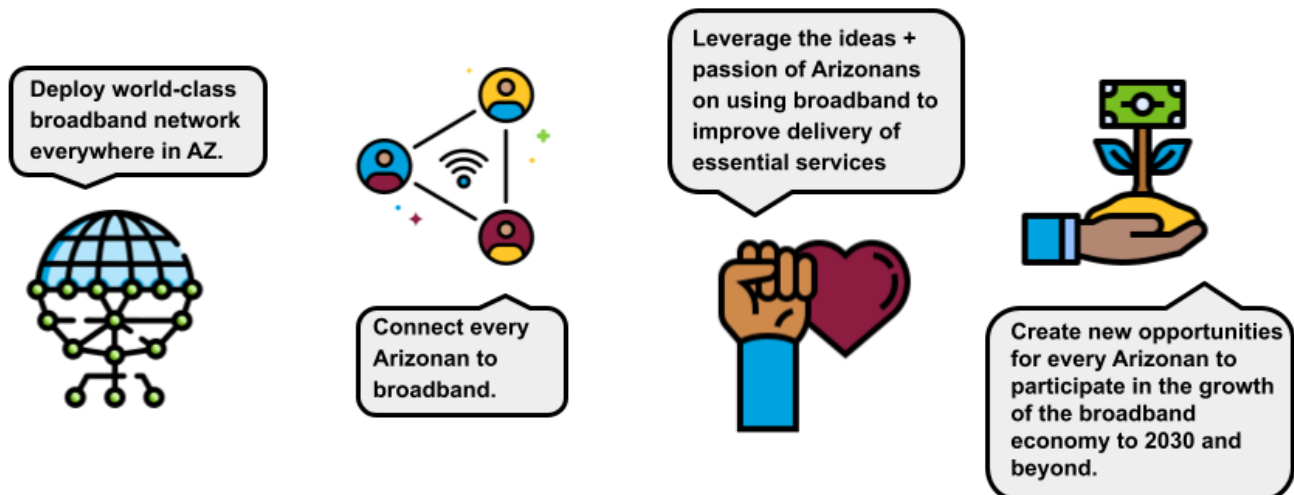 Deploy world-class
broadband network
everywhere in AZ.
Connect every
Arizonan to
broadband.
Leverage the ideas +
passion of Arizonans
on using broadband to
improve delivery of
essential services
Create new opportunities
for every Arizonan to
participate in the growth
of the broadband
economy to 2030 and
beyond.